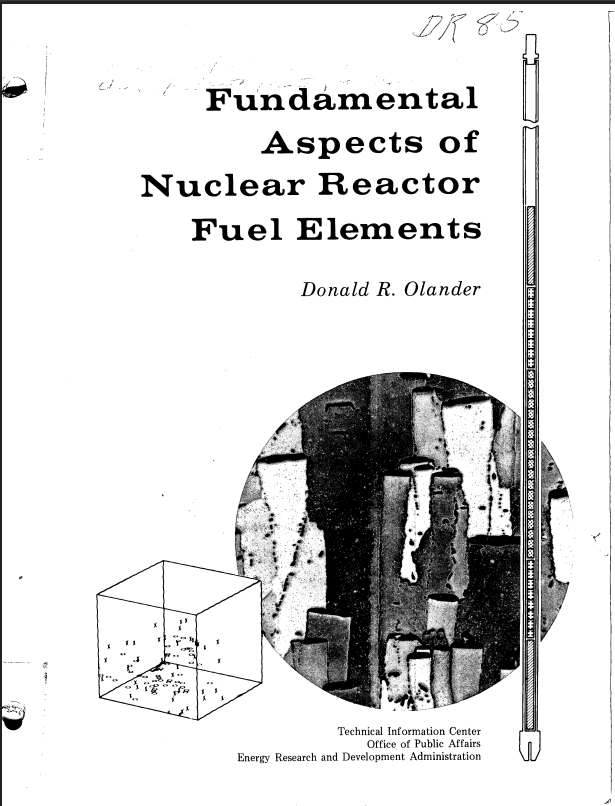 DR 85
Fundamental
Aspects of
Nuclear Reactor
Fuel Elements
Donald R. Olander
Technical Information Center
Office of Public Affairs
Energy Research and Development Administration